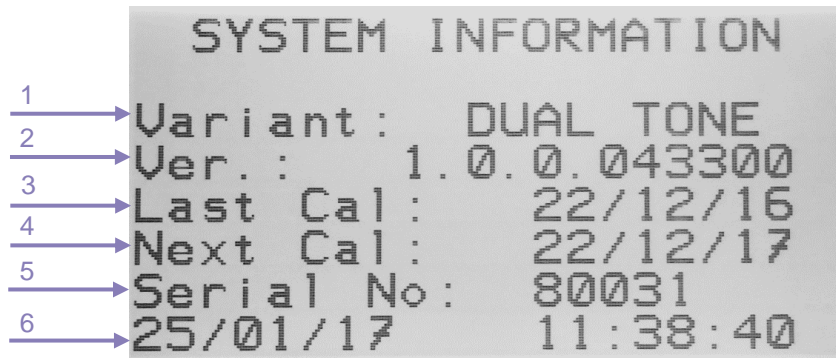 SYSTEM INFORMATION
1 Variant: DUAL TONE
2 Ver.: 1.0.0.043300
3 Last Cal: 22/12/16
4 Next Cal: 22/12/17
5 Serial No: 80031
6 25/01/17 11:38:40